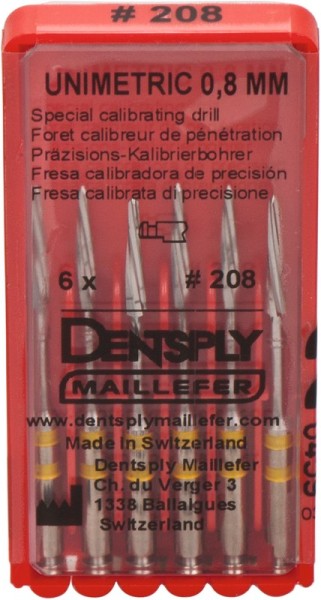 # 208
UNIMETRIC 0,8 MM
Special calibrating drill
Foret calibreur de pénétration
Präzisions-Kalibrierbohrer
Fresa calibradora de precisión
Fresa calibrata di precisione
6 x # 208
DENTSPLY
MAILLEFER
www.dentsplymaillefer.com
Made in Switzerland
Dentsply Maillefer
Ch. du Verger 3
1338 Ballaigues
Switzerland